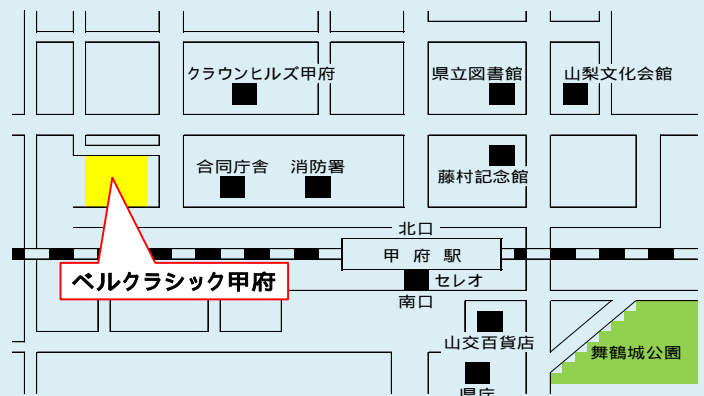 クラウンヒルズ甲府
県立図書館
山梨文化会館
合同庁舎
消防署
藤村記念館
北口
甲府駅
ベルクラシック甲府
セレオ
南口
山交百貨店
舞鶴城公園
県庁